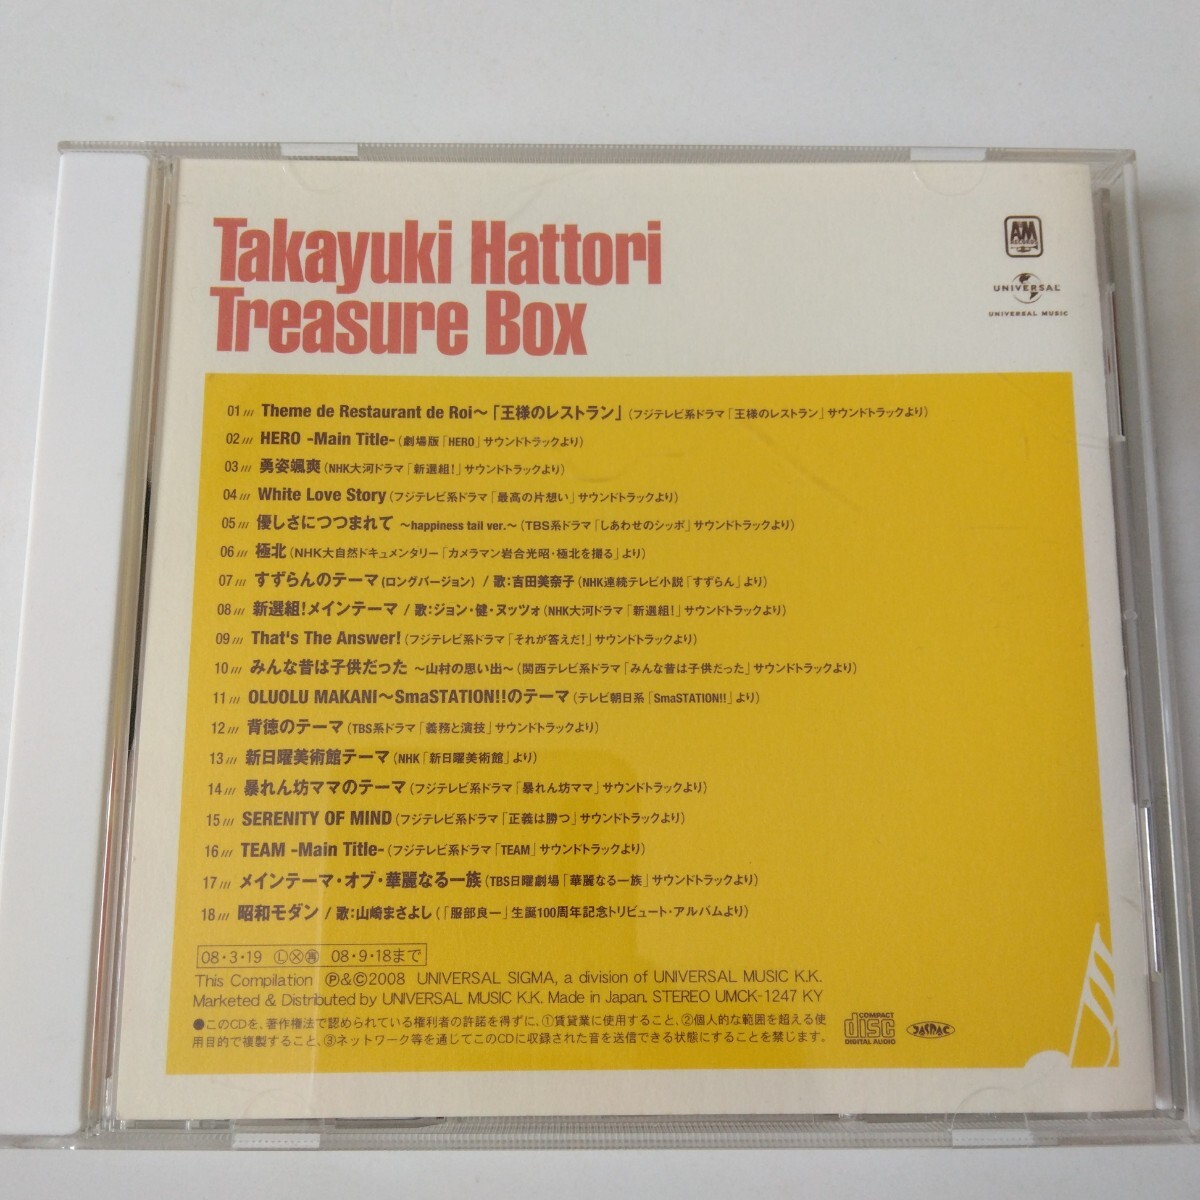 Takayuki Hattori
Treasure Box
A&M
RECORDS
UNIVERSAL
UNIVERSAL MUSIC
01/// Theme de Restaurant de Roi～「王様のレストラン」(フジテレビ系ドラマ「王様のレストラン」サウンドトラックより)
02/// HERO -Main Title-(劇場版「HERO」サウンドトラックより)
03/// 勇姿颯爽(NHK大河ドラマ「新選組!」サウンドトラックより)
04/// White Love Story(フジテレビ系ドラマ「最高の片想い」サウンドトラックより)
05/// 優しさにつつまれて ～happiness tail ver.～(TBS系ドラマ「しあわせのシッポ」サウンドトラックより)
06/// 極北(NHK大自然ドキュメンタリー「カメラマン岩合光昭・極北を撮る」より)
07/// すずらんのテーマ(ロングバージョン) / 歌:吉田美奈子(NHK連続テレビ小説「すずらん」より)
08/// 新選組!メインテーマ / 歌:ジョン・健・ヌッツォ(NHK大河ドラマ「新選組!」サウンドトラックより)
09/// That's The Answer!(フジテレビ系ドラマ「それが答えだ!」サウンドトラックより)
10/// みんな昔は子供だった ～山村の思い出～(関西テレビ系ドラマ「みんな昔は子供だった」サウンドトラックより)
11/// OLUOLU MAKANI～SmaSTATION!!のテーマ(テレビ朝日系「SmaSTATION!!」より)
12/// 背徳のテーマ(TBS系ドラマ「義務と演技」サウンドトラックより)
13/// 新日曜美術館テーマ(NHK「新日曜美術館」より)
14/// 暴れん坊ママのテーマ(フジテレビ系ドラマ「暴れん坊ママ」サウンドトラックより)
15/// SERENITY OF MIND(フジテレビ系ドラマ「正義は勝つ」サウンドトラックより)
16/// TEAM -Main Title-(フジテレビ系ドラマ「TEAM」サウンドトラックより)
17/// メインテーマ・オブ・華麗なる一族(TBS日曜劇場「華麗なる一族」サウンドトラックより)
18/// 昭和モダン / 歌:山崎まさよし(「服部良一」生誕100周年記念トリビュート・アルバムより)
08・3・19 ⓁⓍ㊞ 08・9・18まで
This Compilation Ⓟ&©2008 UNIVERSAL SIGMA, a division of UNIVERSAL MUSIC K.K.
Marketed & Distributed by UNIVERSAL MUSIC K.K. Made in Japan. STEREO UMCK-1247 KY
●このCDを、著作権法で認められている権利者の許諾を得ずに、①賃貸業に使用すること、②個人的な範囲を超える使
用目的で複製すること、③ネットワーク等を通じてこのCDに収録された音を送信できる状態にすることを禁じます。
COMPACT
disc
DIGITAL AUDIO
JASRAC